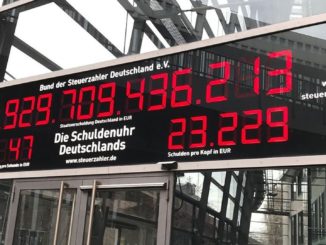 Bund der Steuerzahler Deutschland e.V.
929.709.436.213
Staatsverschuldung Deutschland in EUR
steuer
47
Die Schuldenuhr
Deutschlands
www.steuerzahler.de
23.229
Schulden pro Kopf in EUR